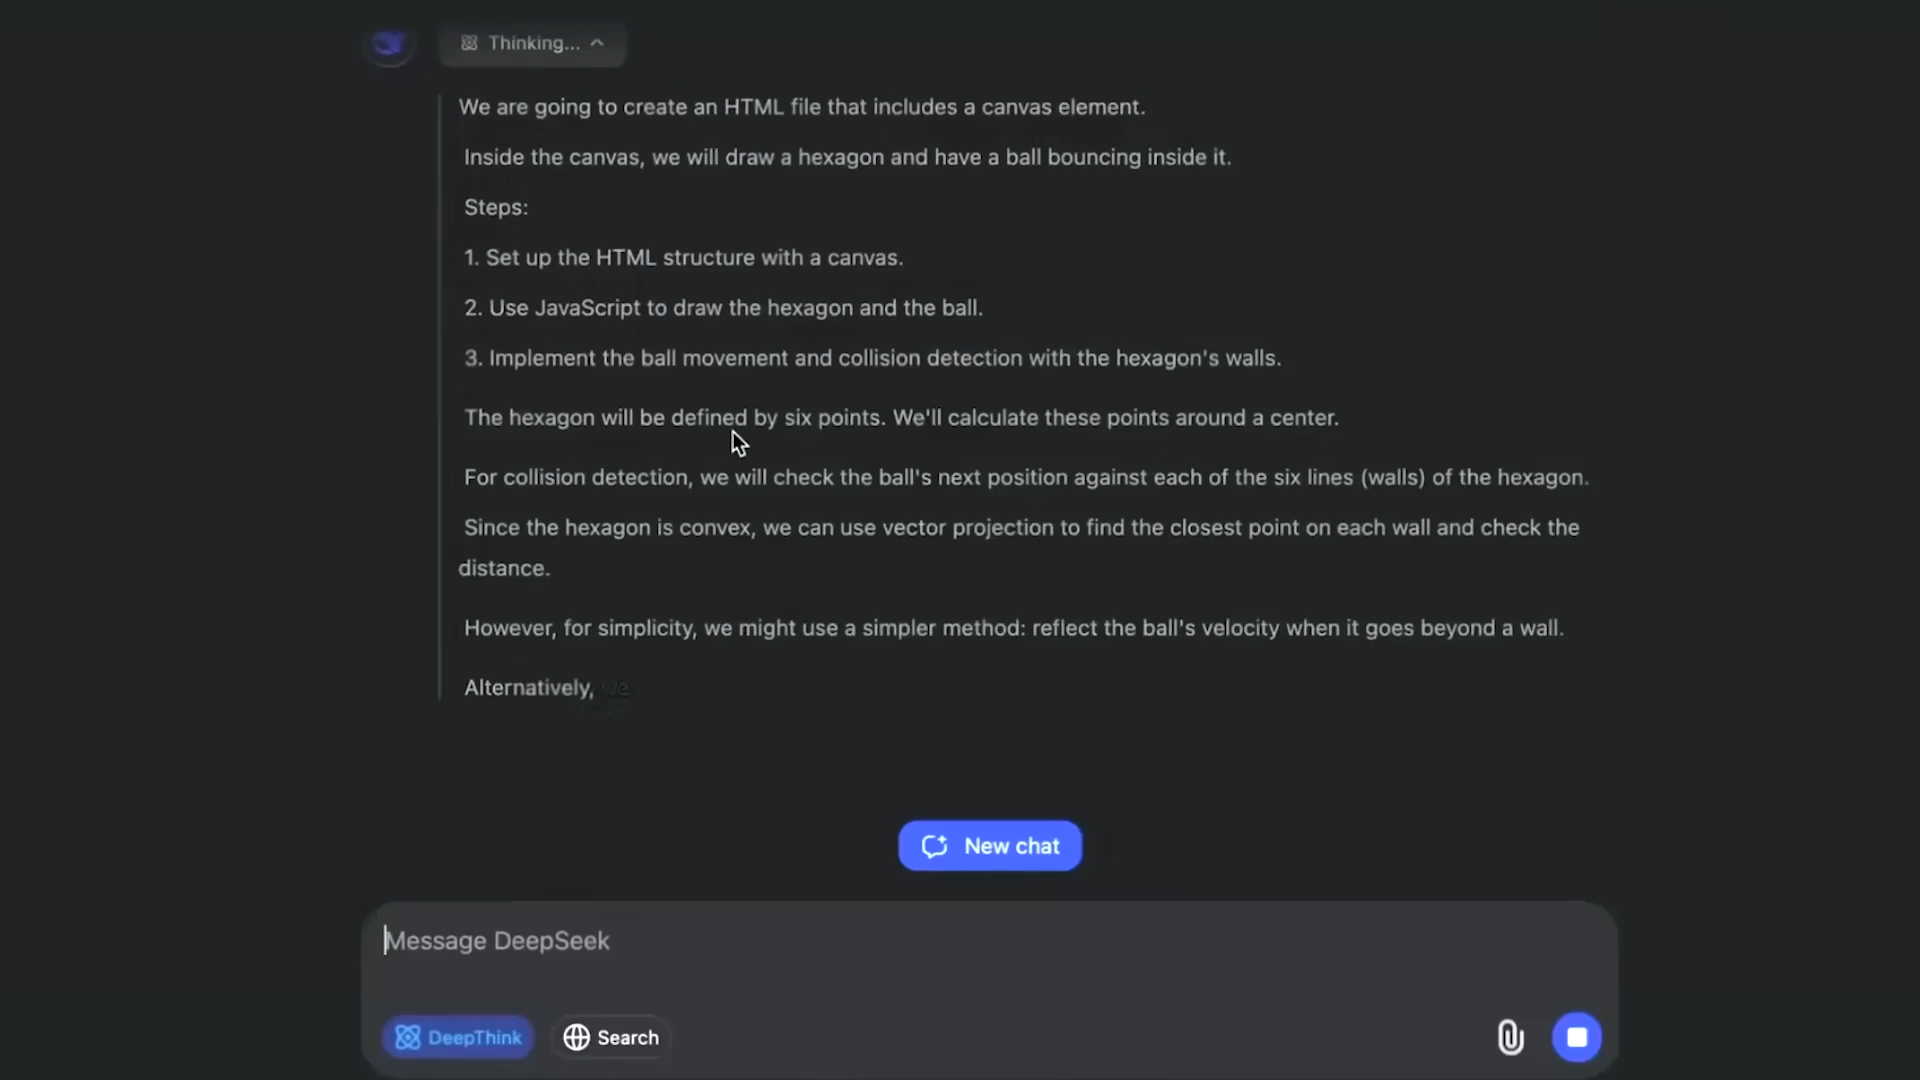 Thinking...
We are going to create an HTML file that includes a canvas element.
Inside the canvas, we will draw a hexagon and have a ball bouncing inside it.
Steps:
1. Set up the HTML structure with a canvas.
2. Use JavaScript to draw the hexagon and the ball.
3. Implement the ball movement and collision detection with the hexagon's walls.
The hexagon will be defined by six points. We'll calculate these points around a center.
For collision detection, we will check the ball's next position against each of the six lines (walls) of the hexagon.
Since the hexagon is convex, we can use vector projection to find the closest point on each wall and check the
distance.
However, for simplicity, we might use a simpler method: reflect the ball's velocity when it goes beyond a wall.
Alternatively, we
New chat
Message DeepSeek
DeepThink
Search